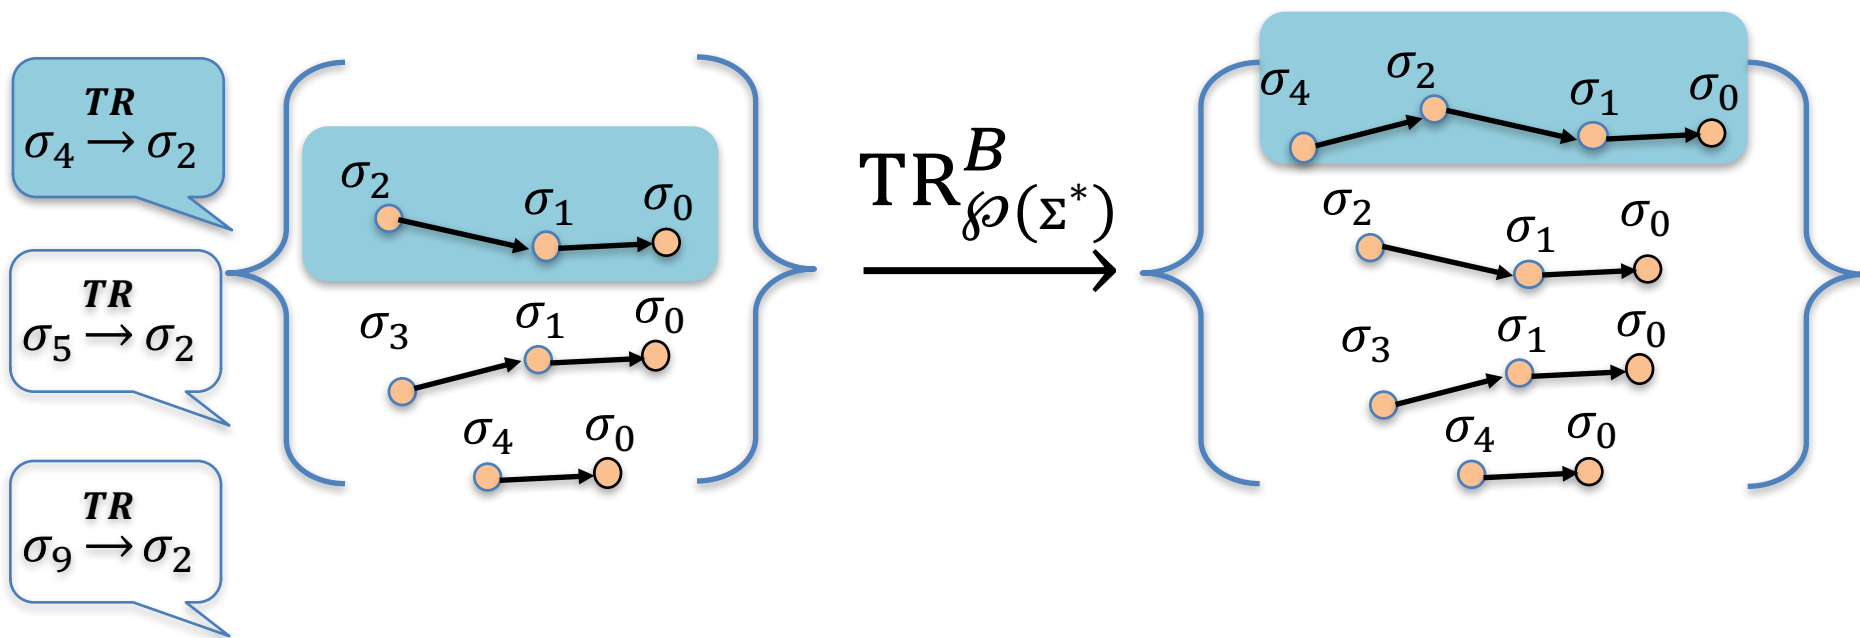 TR
σ₄ → σ₂
TR
σ₅ → σ₂
TR
σ₉ → σ₂
σ₂ σ₁ σ₀
σ₃ σ₁ σ₀
σ₄ σ₀
TR^B_℘(Σ*)
σ₄ σ₂ σ₁ σ₀
σ₂ σ₁ σ₀
σ₃ σ₁ σ₀
σ₄ σ₀